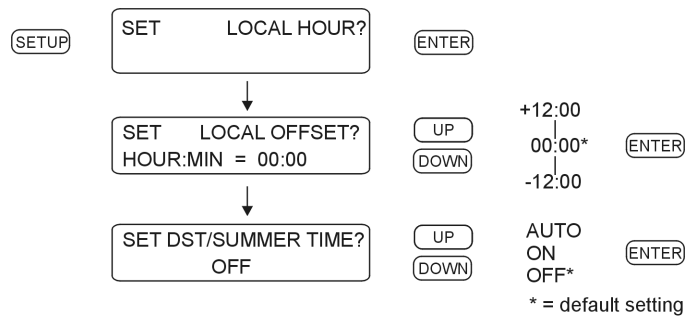 SETUP SET LOCAL HOUR? ENTER
SET LOCAL OFFSET?
HOUR:MIN = 00:00
UP
DOWN
+12:00
00:00*
-12:00
ENTER
SET DST/SUMMER TIME?
OFF
UP
DOWN
AUTO
ON
OFF*
ENTER
* = default setting